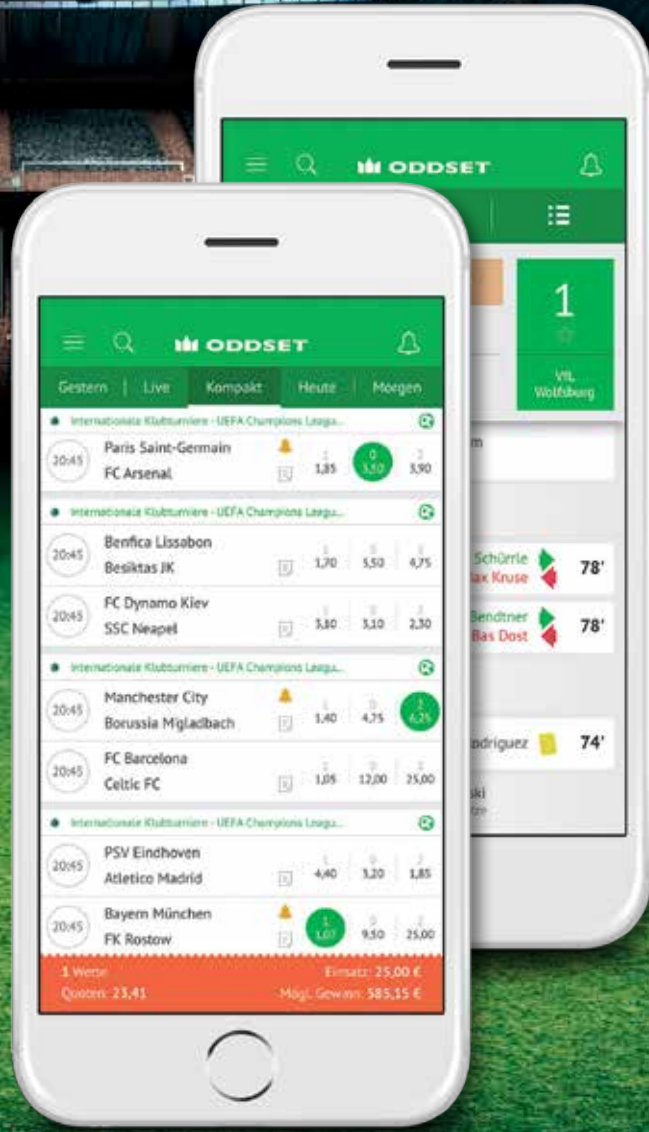 ODDSET
Gestern | Live Kompakt Heute | Morgen
Internationale Klubturniere - UEFA Champions Leagu...
20:45 Paris Saint-Germain
FC Arsenal
1 0 2
1,85 3,50 3,90
Internationale Klubturniere - UEFA Champions Leagu...
20:45 Benfica Lissabon
Besiktas JK
1,70 4,75
20:45 FC Dynamo Kiev
SSC Neapel
3,10 2,30
Internationale Klubturniere - UEFA Champions Leagu...
20:45 Manchester City
Borussia M'gladbach
1,40 4,75 6,25
20:45 FC Barcelona
Celtic FC
1,05 12,00 25,00
Internationale Klubturniere - UEFA Champions Leagu...
20:45 PSV Eindhoven
Atletico Madrid
4,40 3,20 1,85
20:45 Bayern München
FK Rostow
1 0 2
1,07 9,50 25,00
1 Wette Einsatz: 25,00 €
Quoten: 23,41 Mögl. Gewinn: 585,15 €
ODDSET
1
VfL
Wolfsburg
m
Schürrle
ax Kruse
78'
Bendtner
Bas Dost
78'
odriguez 74'
ski